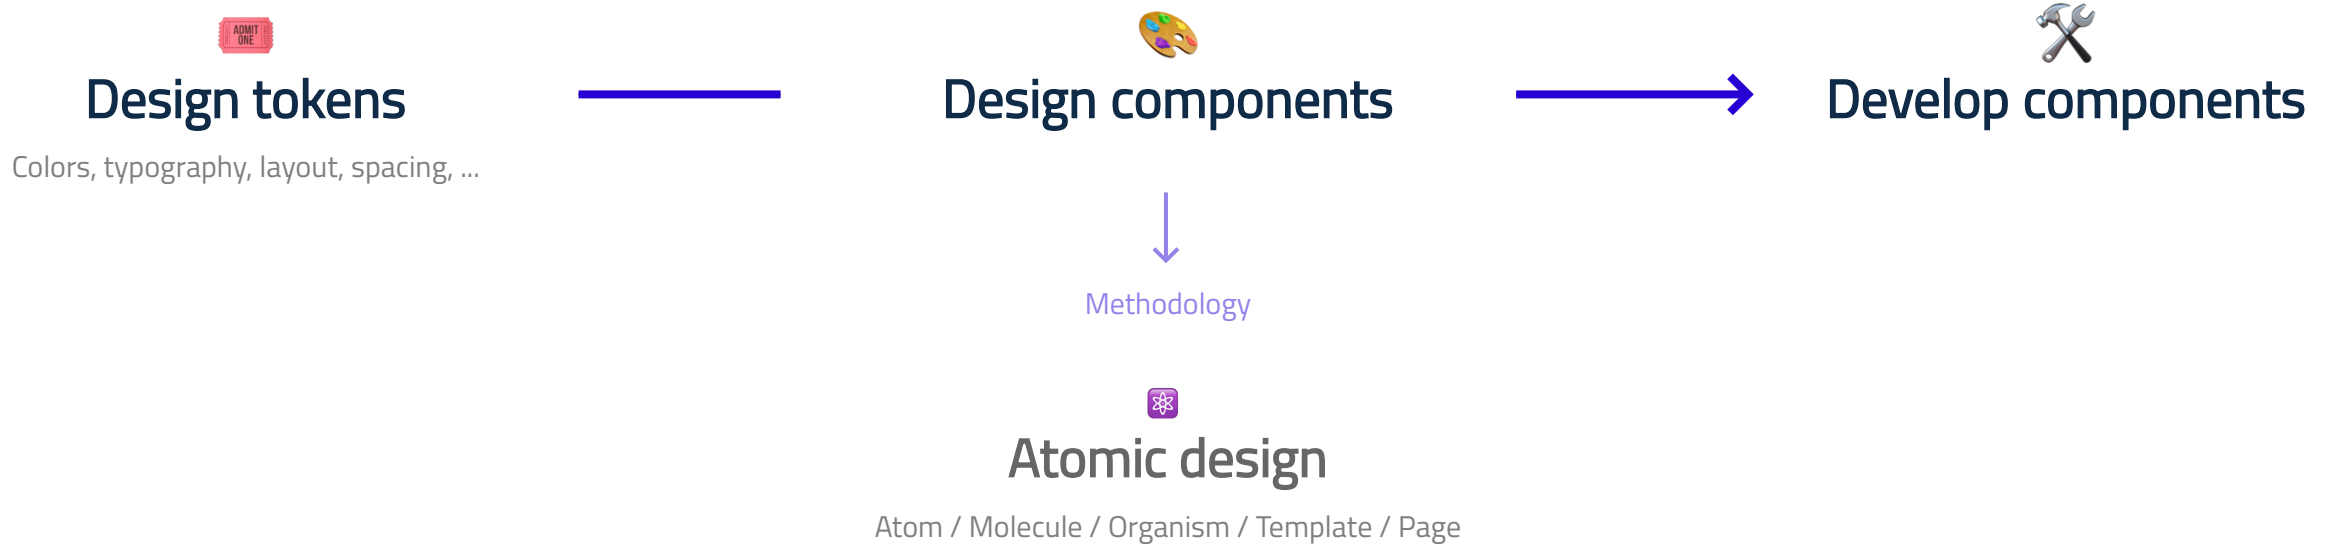 ADMIT
ONE
Design tokens
Colors, typography, layout, spacing, ...
Design components
Develop components
Methodology
Atomic design
Atom / Molecule / Organism / Template / Page